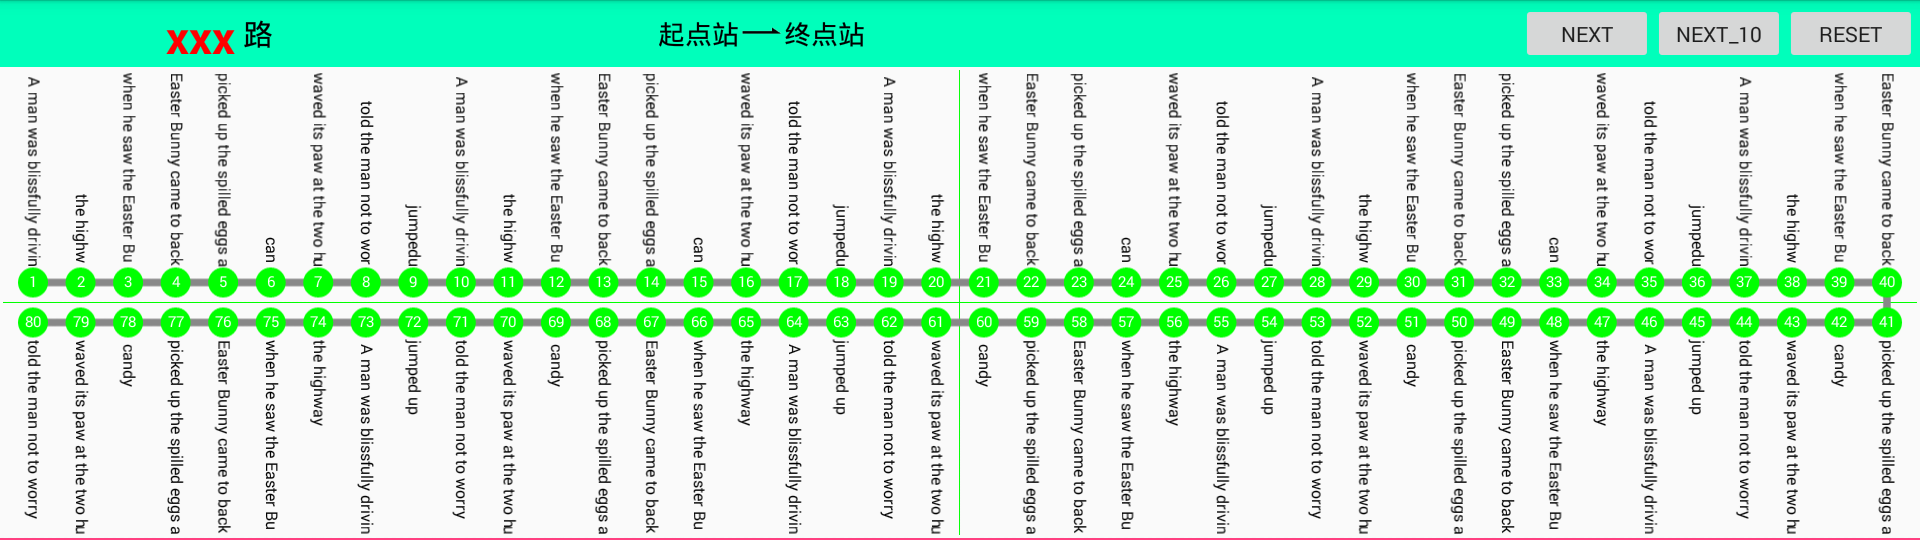 xxx 路
起点站→终点站
NEXT
NEXT_10
RESET
A man was blissfully drivin
the highw
when he saw the Easter Bu
Easter Bunny came to back
picked up the spilled eggs a
can
waved its paw at the two hu
told the man not to wor
jumpedu
A man was blissfully drivin
the highw
when he saw the Easter Bu
Easter Bunny came to back
picked up the spilled eggs a
can
waved its paw at the two hu
told the man not to wor
jumpedu
A man was blissfully drivin
the highw
when he saw the Easter Bu
Easter Bunny came to back
picked up the spilled eggs a
can
waved its paw at the two hu
told the man not to wor
jumpedu
A man was blissfully drivin
the highw
when he saw the Easter Bu
Easter Bunny came to back
picked up the spilled eggs a
can
waved its paw at the two hu
told the man not to wor
jumpedu
A man was blissfully drivin
the highw
when he saw the Easter Bu
Easter Bunny came to back
1 2 3 4 5 6 7 8 9 10 11 12 13 14 15 16 17 18 19 20 21 22 23 24 25 26 27 28 29 30 31 32 33 34 35 36 37 38 39 40
80 79 78 77 76 75 74 73 72 71 70 69 68 67 66 65 64 63 62 61 60 59 58 57 56 55 54 53 52 51 50 49 48 47 46 45 44 43 42 41
told the man not to worry
waved its paw at the two hu
candy
picked up the spilled eggs a
Easter Bunny came to back
when he saw the Easter Bu
the highway
A man was blissfully drivin
jumped up
told the man not to worry
waved its paw at the two hu
candy
picked up the spilled eggs a
Easter Bunny came to back
when he saw the Easter Bu
the highway
A man was blissfully drivin
jumped up
told the man not to worry
waved its paw at the two hu
candy
picked up the spilled eggs a
Easter Bunny came to back
when he saw the Easter Bu
the highway
A man was blissfully drivin
jumped up
told the man not to worry
waved its paw at the two hu
candy
picked up the spilled eggs a
Easter Bunny came to back
when he saw the Easter Bu
the highway
A man was blissfully drivin
jumped up
told the man not to worry
waved its paw at the two hu
candy
picked up the spilled eggs a